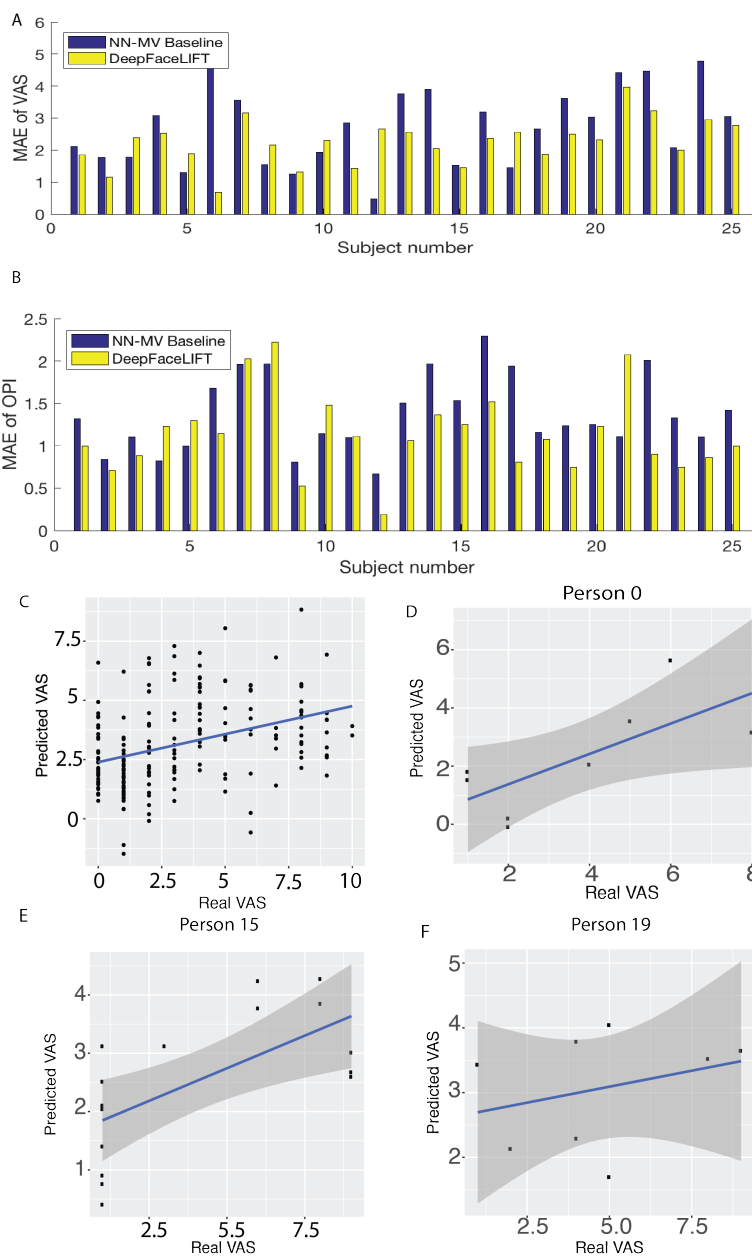 A
6
5
4
3
2
1
0
MAE of VAS
NN-MV Baseline
DeepFaceLIFT
0 5 10 15 20 25
Subject number
B
2.5
2
1.5
1
0.5
0
MAE of OPI
NN-MV Baseline
DeepFaceLIFT
0 5 10 15 20 25
Subject number
C
7.5
5
2.5
0
Predicted VAS
0 2.5 5 7.5 10
Real VAS
Person 0
D
6
4
2
0
Predicted VAS
2 4 6 8
Real VAS
E
Person 15
4
3
2
1
Predicted VAS
2.5 5.5 7.5
Real VAS
F
Person 19
5
4
3
2
Predicted VAS
2.5 5.0 7.5
Real VAS